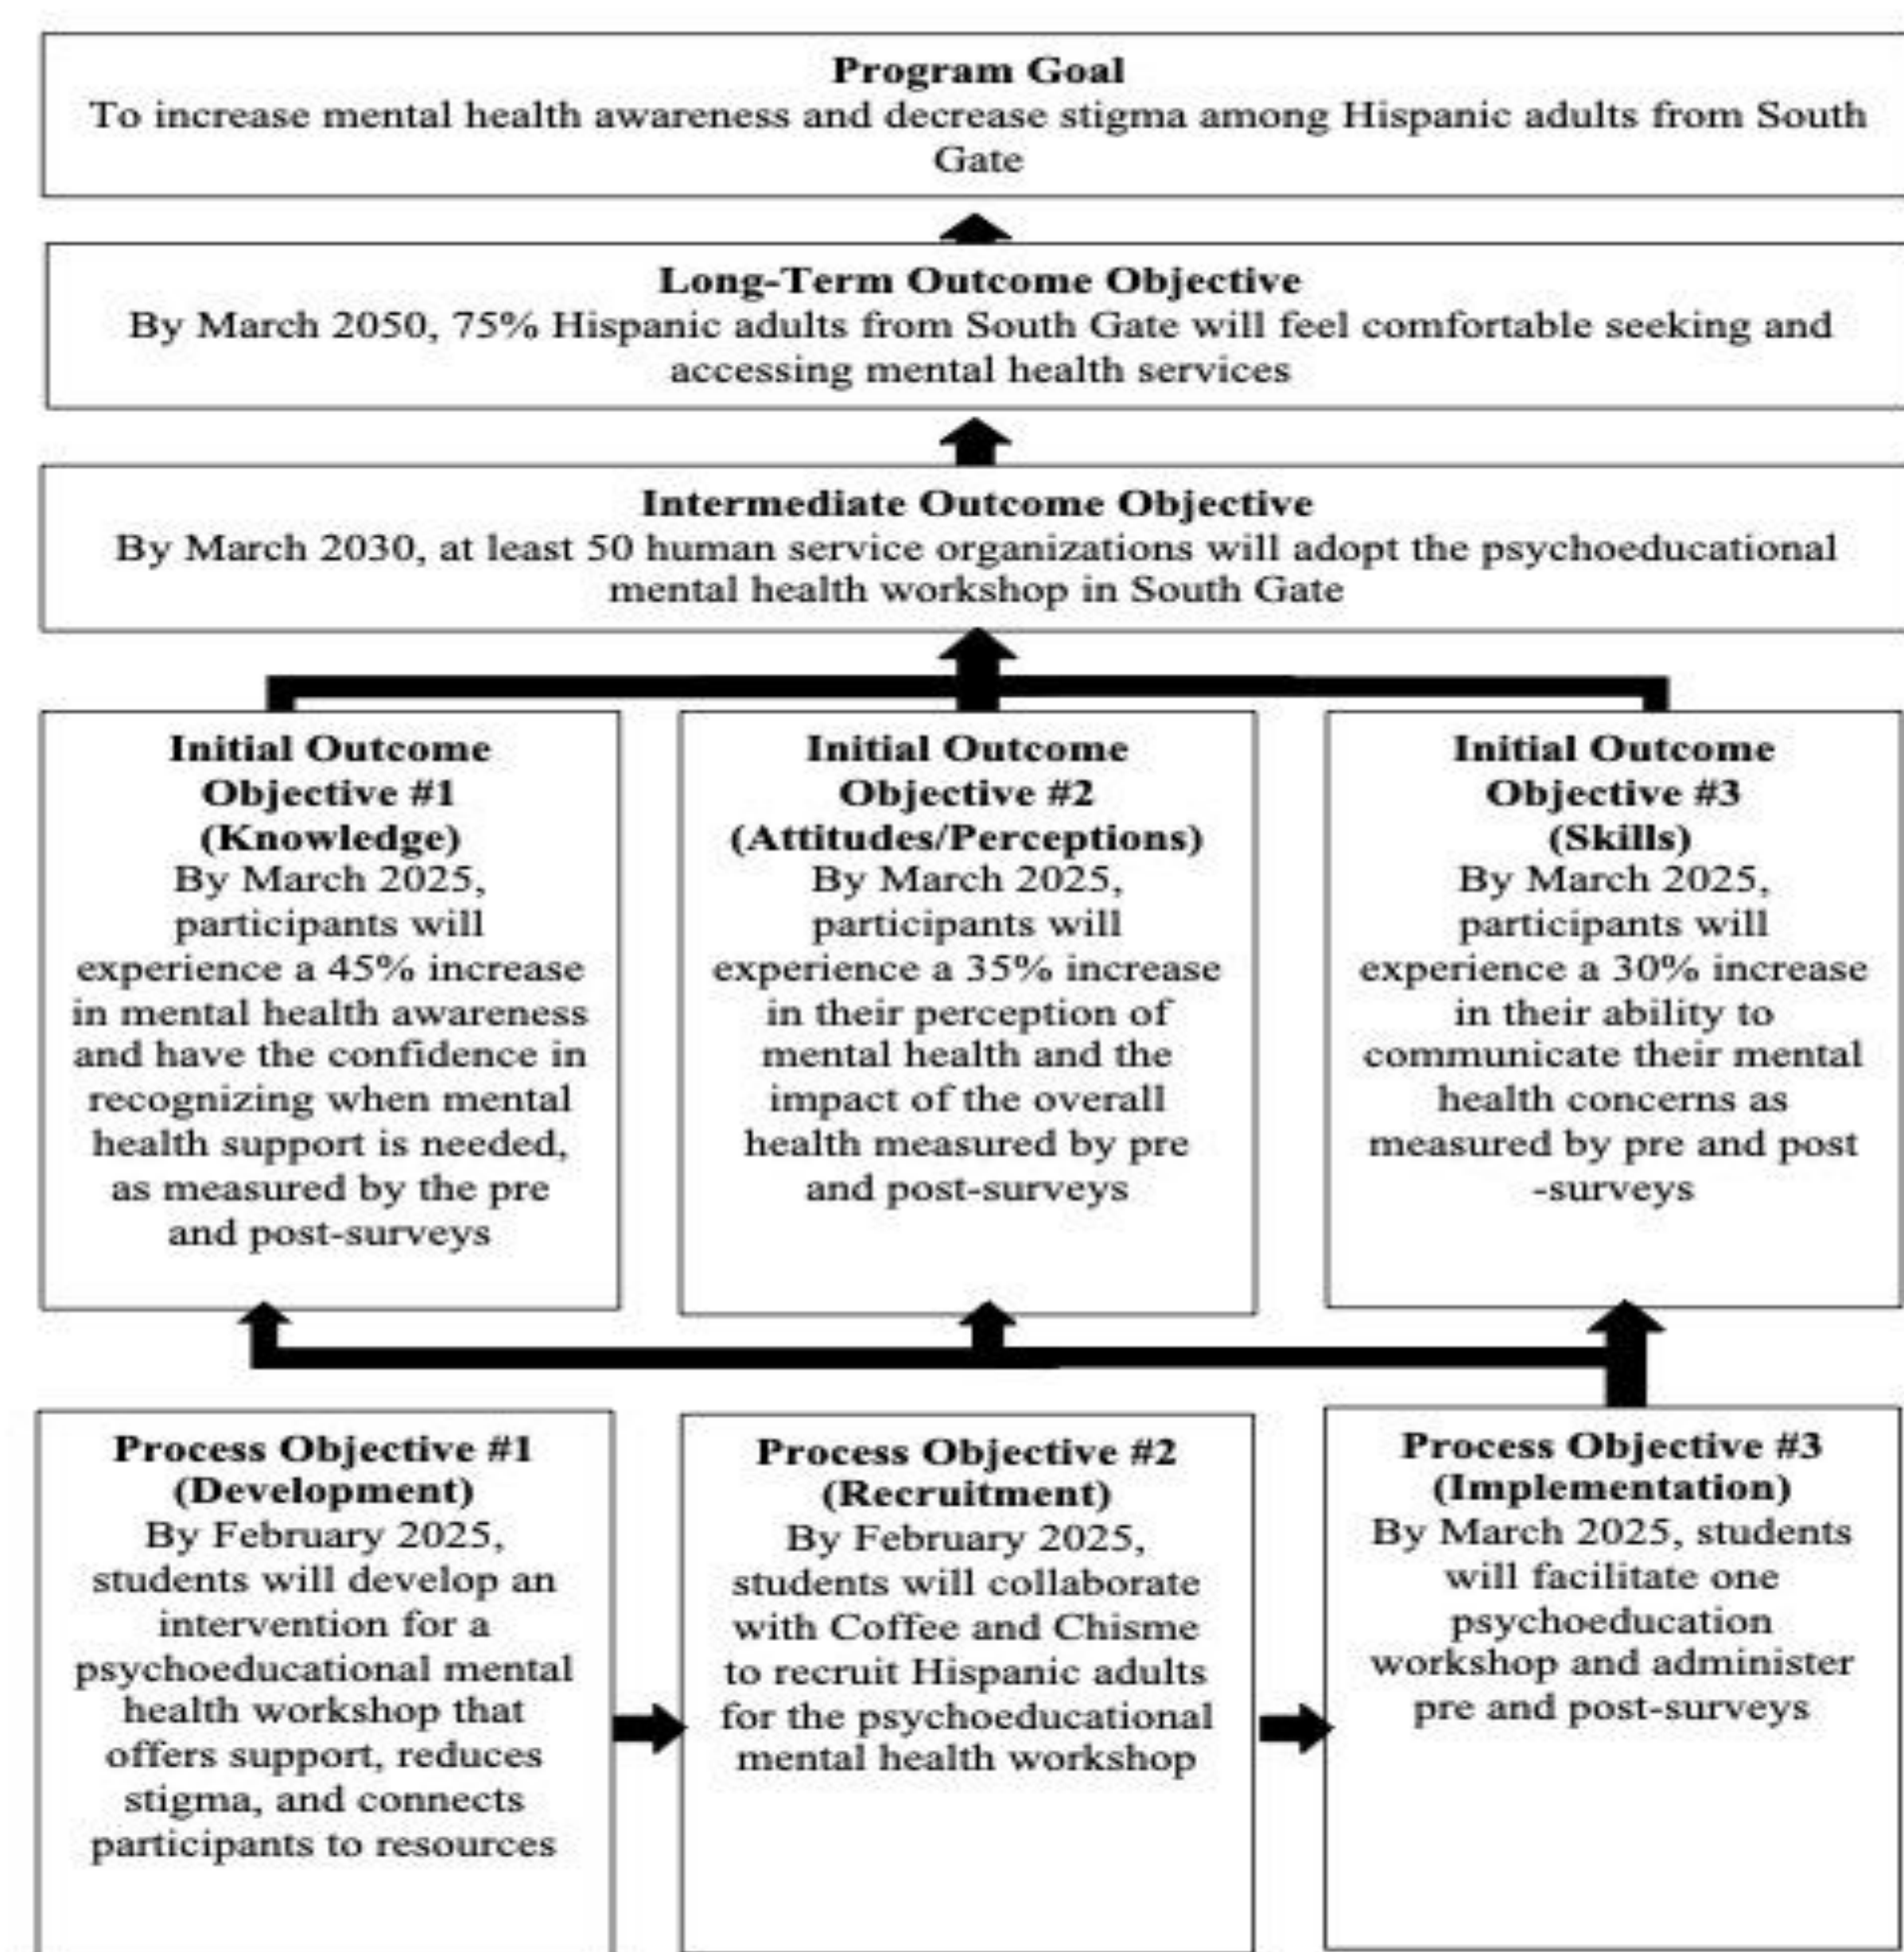 Program Goal
To increase mental health awareness and decrease stigma among Hispanic adults from South
Gate
Long-Term Outcome Objective
By March 2050, 75% Hispanic adults from South Gate will feel comfortable seeking and
accessing mental health services
Intermediate Outcome Objective
By March 2030, at least 50 human service organizations will adopt the psychoeducational
mental health workshop in South Gate
Initial Outcome
Objective #1
(Knowledge)
By March 2025,
participants will
experience a 45% increase
in mental health awareness
and have the confidence in
recognizing when mental
health support is needed,
as measured by the pre
and post-surveys
Initial Outcome
Objective #2
(Attitudes/Perceptions)
By March 2025,
participants will
experience a 35% increase
in their perception of
mental health and the
impact of the overall
health measured by pre
and post-surveys
Initial Outcome
Objective #3
(Skills)
By March 2025,
participants will
experience a 30% increase
in their ability to
communicate their mental
health concerns as
measured by pre and post
-surveys
Process Objective #1
(Development)
By February 2025,
students will develop an
intervention for a
psychoeducational mental
health workshop that
offers support, reduces
stigma, and connects
participants to resources
Process Objective #2
(Recruitment)
By February 2025,
students will collaborate
with Coffee and Chisme
to recruit Hispanic adults
for the psychoeducational
mental health workshop
Process Objective #3
(Implementation)
By March 2025, students
will facilitate one
psychoeducation
workshop and administer
pre and post-surveys